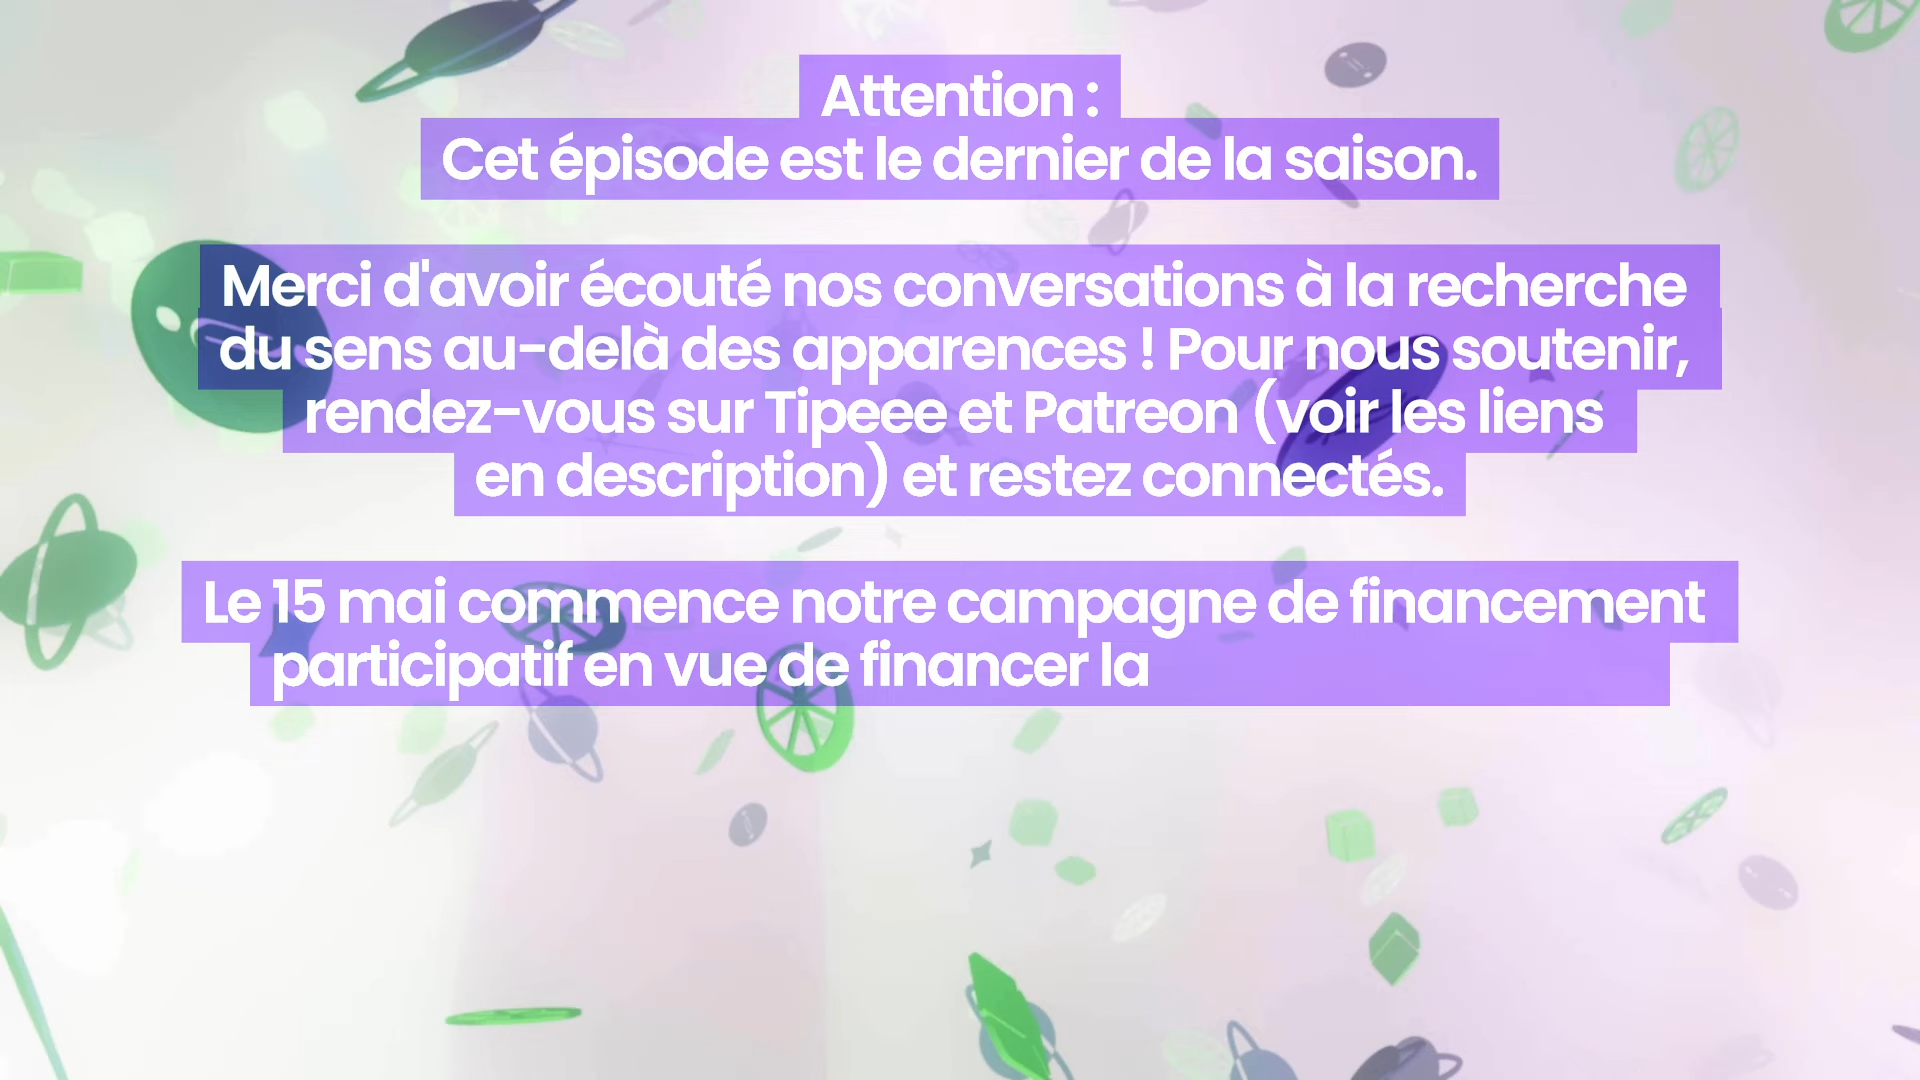 Attention :
Cet épisode est le dernier de la saison.
Merci d'avoir écouté nos conversations à la recherche
du sens au-delà des apparences ! Pour nous soutenir,
rendez-vous sur Tipeee et Patreon (voir les liens
en description) et restez connectés.
Le 15 mai commence notre campagne de financement
participatif en vue de financer la